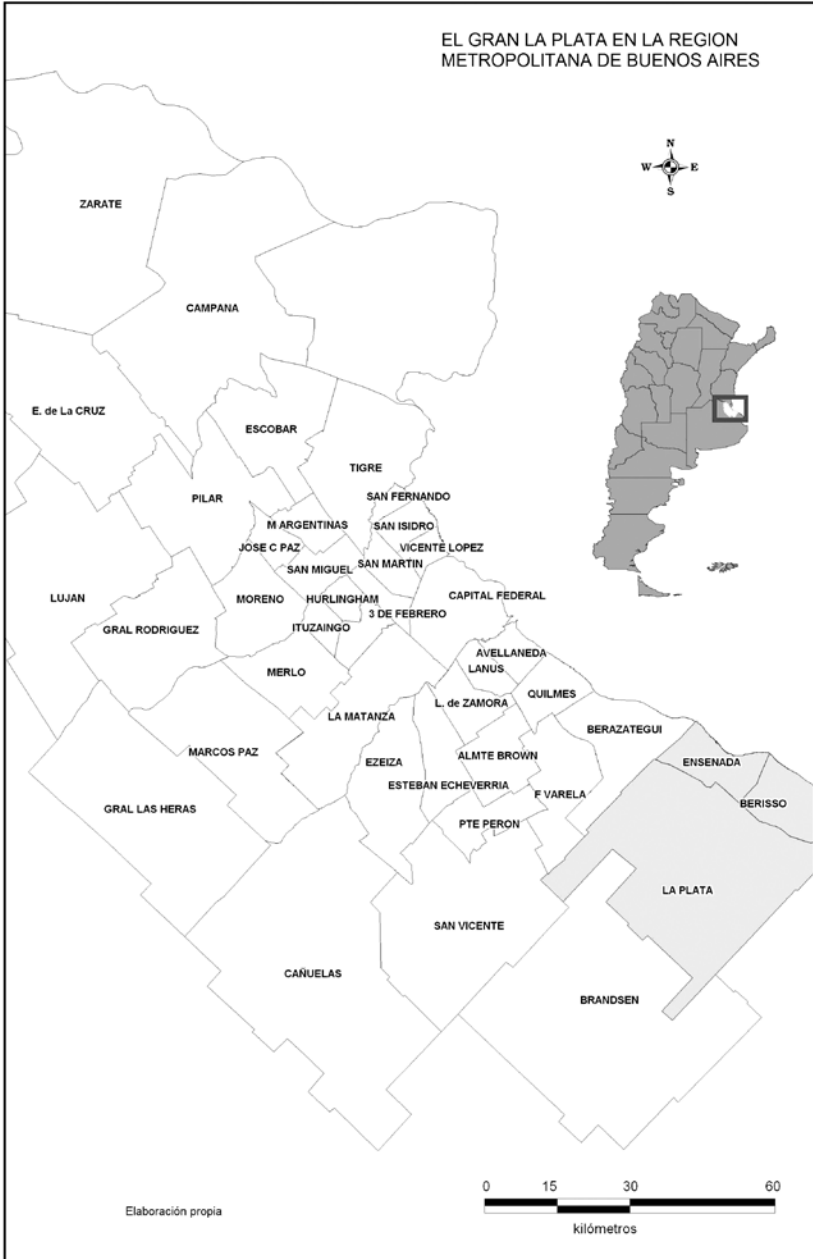 EL GRAN LA PLATA EN LA REGION
METROPOLITANA DE BUENOS AIRES
N
W E
S
ZARATE
CAMPANA
E. de La CRUZ
ESCOBAR
TIGRE
PILAR
SAN FERNANDO
M ARGENTINAS
SAN ISIDRO
JOSE C PAZ
VICENTE LOPEZ
SAN MIGUEL
SAN MARTIN
LUJAN
MORENO
HURLINGHAM
CAPITAL FEDERAL
3 DE FEBRERO
GRAL RODRIGUEZ
ITUZAINGO
AVELLANEDA
MERLO
LANUS
QUILMES
L. de ZAMORA
LA MATANZA
BERAZATEGUI
MARCOS PAZ
ALMTE BROWN
EZEIZA
ENSENADA
ESTEBAN ECHEVERRIA
F VARELA
BERISSO
GRAL LAS HERAS
PTE PERON
LA PLATA
SAN VICENTE
CAÑUELAS
BRANDSEN
0 15 30 60
kilómetros
Elaboración propia